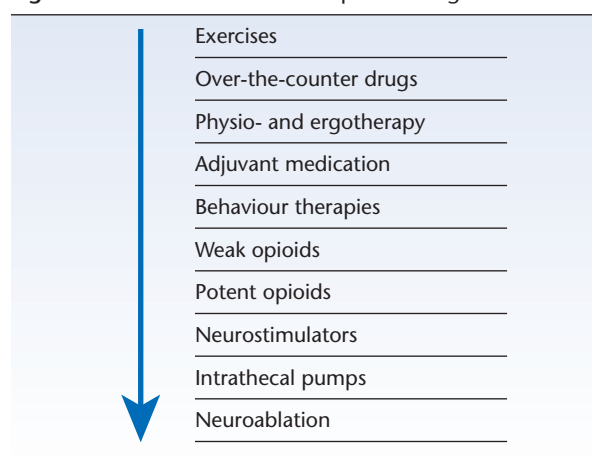 Exercises
Over-the-counter drugs
Physio- and ergotherapy
Adjuvant medication
Behaviour therapies
Weak opioids
Potent opioids
Neurostimulators
Intrathecal pumps
Neuroablation